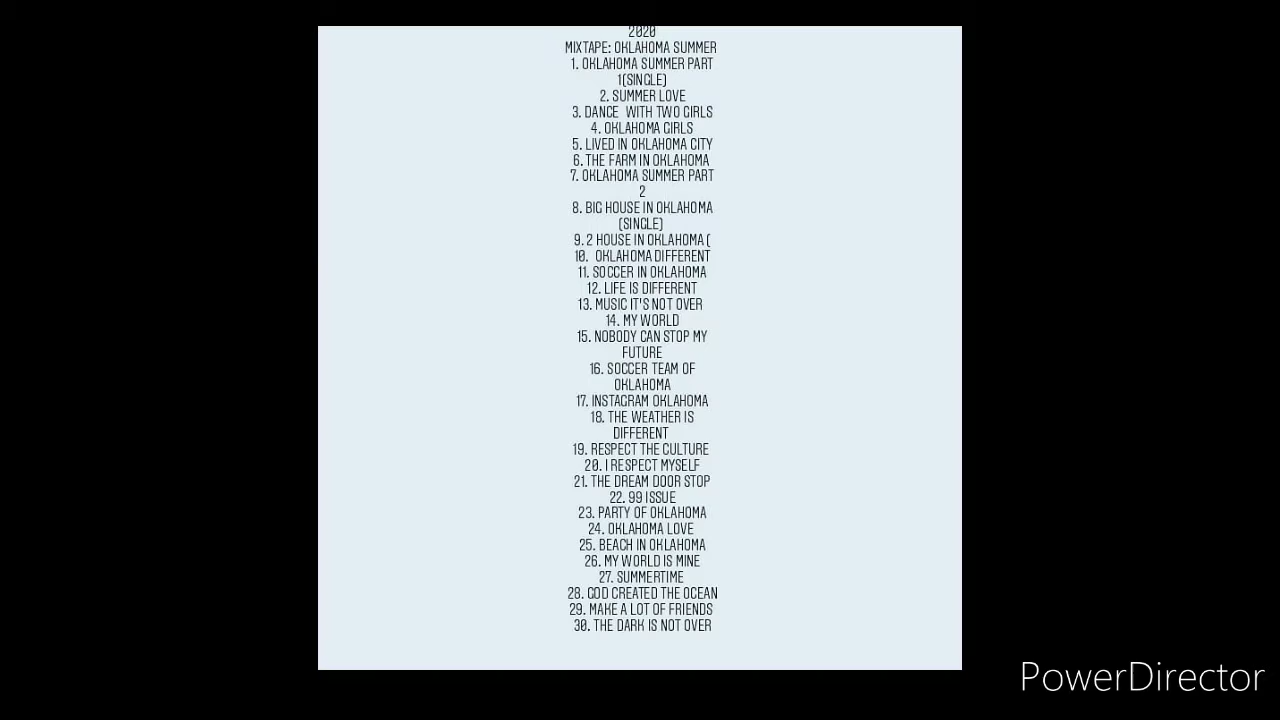 2020
MIXTAPE: OKLAHOMA SUMMER
1. OKLAHOMA SUMMER PART
1(SINGLE)
2. SUMMER LOVE
3. DANCE  WITH TWO GIRLS
4. OKLAHOMA GIRLS
5. LIVED IN OKLAHOMA CITY
6. THE FARM IN OKLAHOMA
7. OKLAHOMA SUMMER PART
2
8. BIG HOUSE IN OKLAHOMA
(SINGLE)
9. 2 HOUSE IN OKLAHOMA (
10.  OKLAHOMA DIFFERENT
11. SOCCER IN OKLAHOMA
12. LIFE IS DIFFERENT
13. MUSIC IT'S NOT OVER
14. MY WORLD
15. NOBODY CAN STOP MY
FUTURE
16. SOCCER TEAM OF
OKLAHOMA
17. INSTAGRAM OKLAHOMA
18. THE WEATHER IS
DIFFERENT
19. RESPECT THE CULTURE
20. I RESPECT MYSELF
21. THE DREAM DOOR STOP
22. 99 ISSUE
23. PARTY OF OKLAHOMA
24. OKLAHOMA LOVE
25. BEACH IN OKLAHOMA
26. MY WORLD IS MINE
27. SUMMERTIME
28. GOD CREATED THE OCEAN
29. MAKE A LOT OF FRIENDS
30. THE DARK IS NOT OVER
PowerDirector